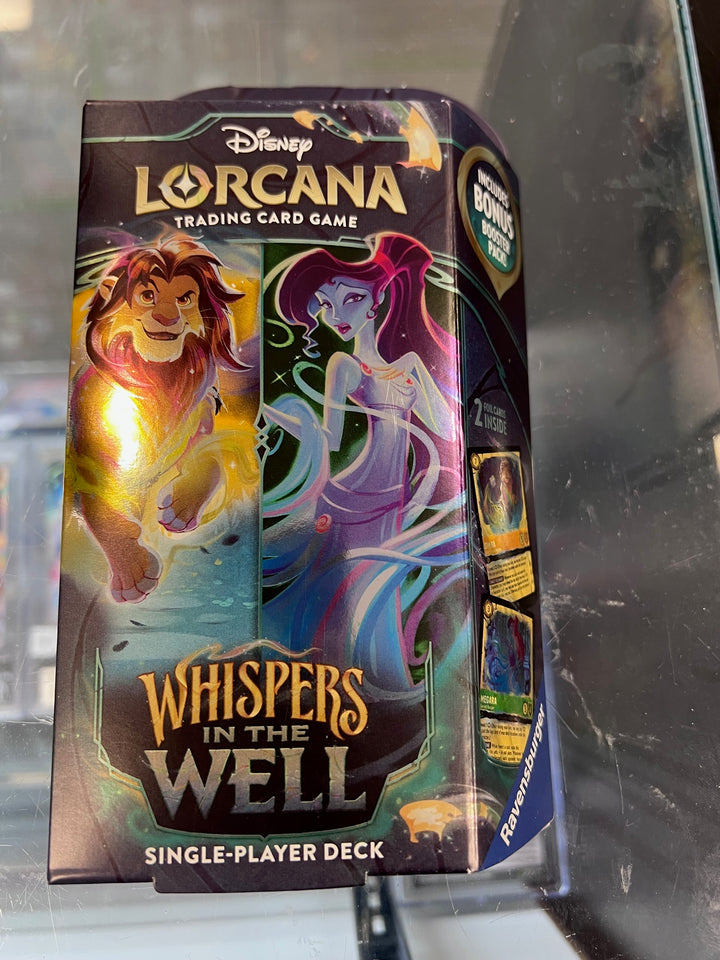 Disney
LORCANA
TRADING CARD GAME
WHISPERS
IN THE
WELL
SINGLE-PLAYER DECK
INCLUDES
BONUS
BOOSTER
PACK!
2 FOIL CARDS
INSIDE
MEGARA
Ravensburger